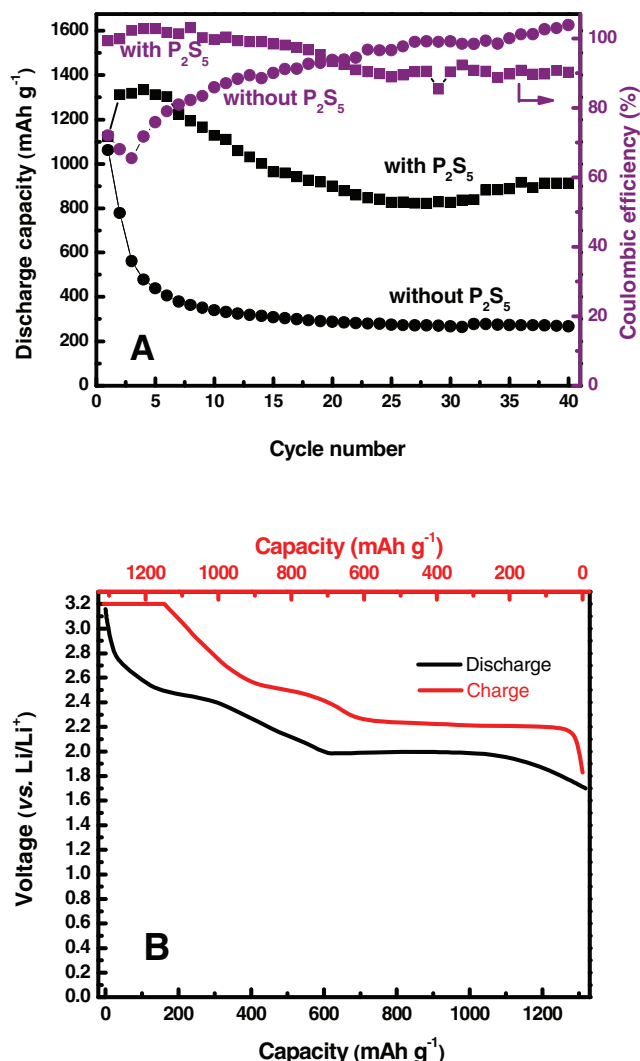 1600
1400
1200
1000
800
600
400
200
0
Discharge capacity (mAh g⁻¹)
with P₂S₅
without P₂S₅
with P₂S₅
without P₂S₅
A
100
80
60
40
20
0
Coulombic efficiency (%)
0 5 10 15 20 25 30 35 40
Cycle number
Capacity (mAh g⁻¹)
1200 1000 800 600 400 200 0
3.2
3.0
2.8
2.6
2.4
2.2
2.0
1.8
1.6
1.4
1.2
1.0
0.8
0.6
0.4
0.2
0.0
Voltage (vs. Li/Li⁺)
Discharge
Charge
B
0 200 400 600 800 1000 1200
Capacity (mAh g⁻¹)